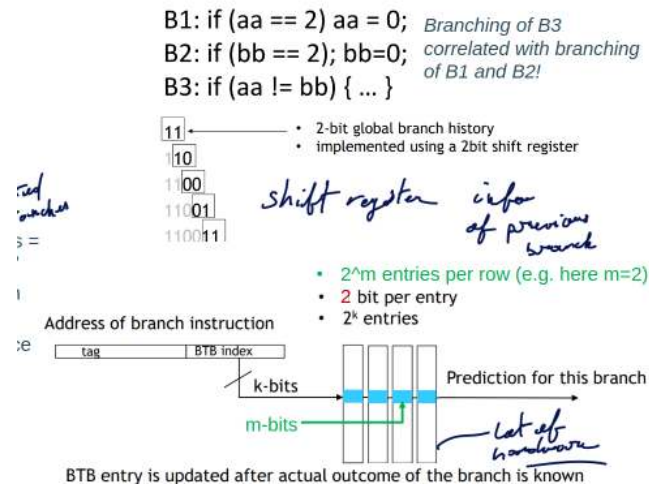 B1: if (aa == 2) aa = 0;
B2: if (bb == 2); bb=0;
B3: if (aa != bb) { ... }
Branching of B3
correlated with branching
of B1 and B2!
11
• 2-bit global branch history
• implemented using a 2bit shift register
110
1100
11001
110011
shift register
infor
of previous
branch
s =
ce
• 2^m entries per row (e.g. here m=2)
• 2 bit per entry
• 2ᵏ entries
Address of branch instruction
tag BTB index
k-bits
m-bits
Prediction for this branch
Lot of
hardware
BTB entry is updated after actual outcome of the branch is known